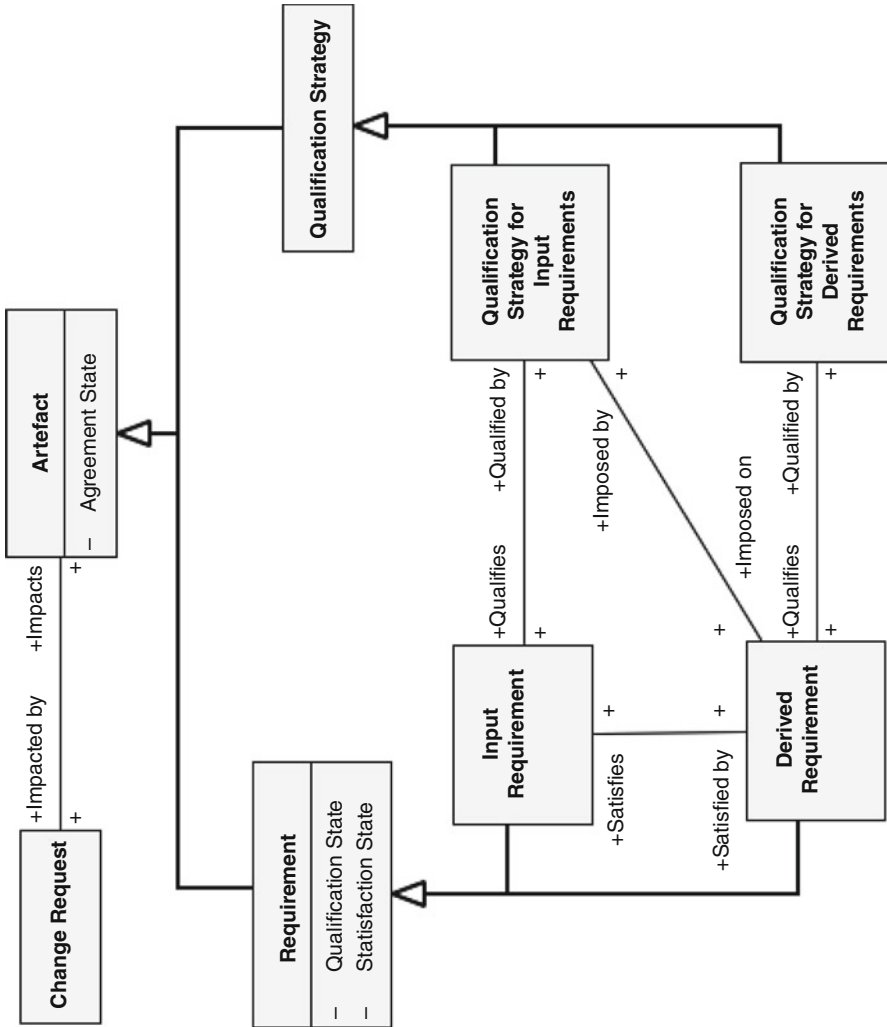 Change Request
+Impacted by
+
+Impacts
+
Artefact
– Agreement State
Requirement
– Qualification State
– Statisfaction State
Qualification Strategy
Input
Requirement
+Qualifies
+
+Qualified by
+
Qualification
Strategy for
Input
Requirements
+Satisfies
+
+Satisfied by
+
+Imposed by
+
+Imposed on
+
Derived
Requirement
+Qualifies
+
+Qualified by
+
Qualification
Strategy for
Derived
Requirements